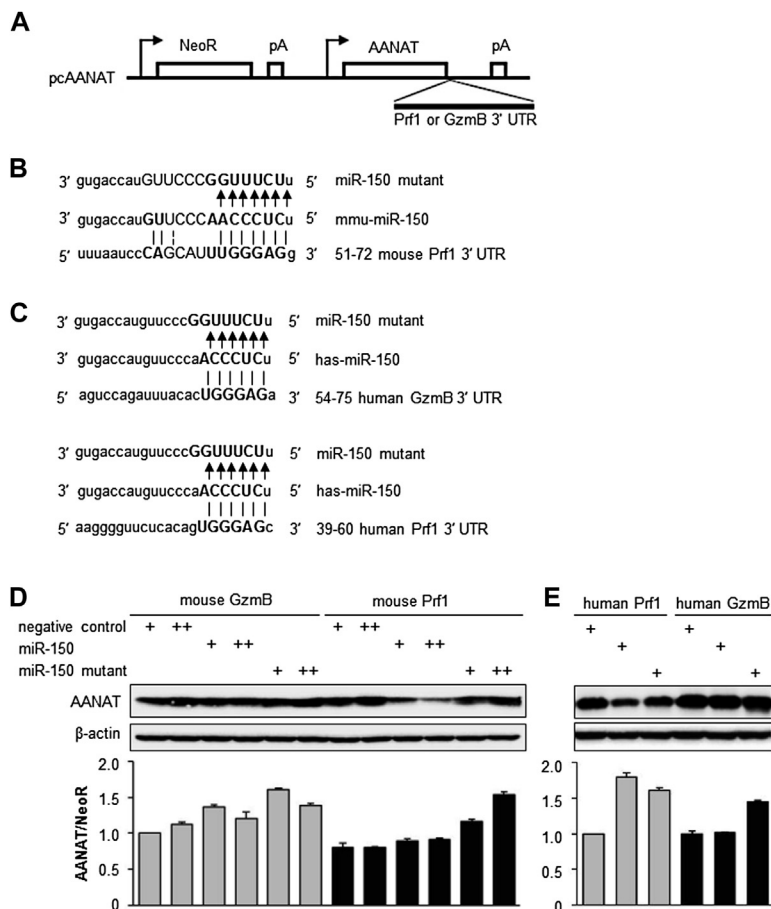 A
NeoR pA AANAT pA
pcAANAT
Prf1 or GzmB 3' UTR
B
3' gugaccauGUUCCCGGUUUCUu 5' miR-150 mutant
3' gugaccauGUUCCCAACCCUCu 5' mmu-miR-150
5' uuuaaucccCAGCAUUUGGGAGg 3' 51-72 mouse Prf1 3' UTR
C
3' gugaccauguucccGGUUUCUu 5' miR-150 mutant
3' gugaccauguucccaACCCUCu 5' has-miR-150
5' aguccagauuuacacUGGGAGa 3' 54-75 human GzmB 3' UTR
3' gugaccauguucccGGUUUCUu 5' miR-150 mutant
3' gugaccauguucccaACCCUCu 5' has-miR-150
5' aagggguucucacagUGGGAGc 3' 39-60 human Prf1 3' UTR
D
mouse GzmB mouse Prf1
negative control + ++ + ++
miR-150 + ++ + ++
miR-150 mutant + ++ + ++
AANAT
β-actin
AANAT/NeoR
2.0
1.5
1.0
0.5
0
E
human Prf1 human GzmB
+ +
+ +
+ +
2.0
1.5
1.0
0.5
0